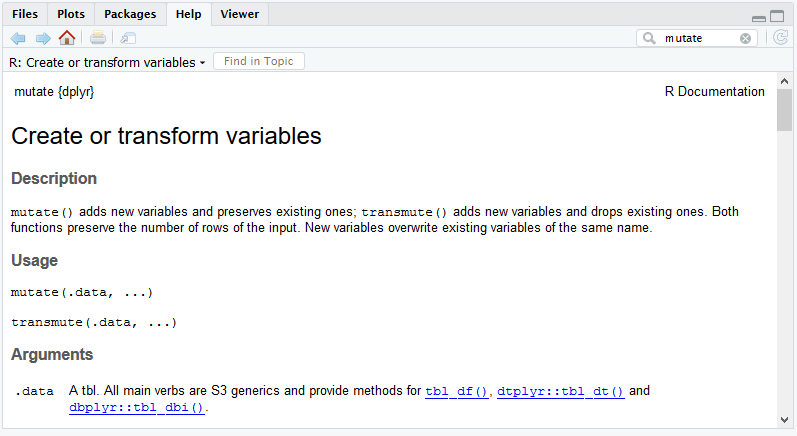 Files Plots Packages Help Viewer
mutate
R: Create or transform variables Find in Topic
mutate {dplyr} R Documentation
Create or transform variables
Description
mutate() adds new variables and preserves existing ones; transmute() adds new variables and drops existing ones. Both
functions preserve the number of rows of the input. New variables overwrite existing variables of the same name.
Usage
mutate(.data, ...)
transmute(.data, ...)
Arguments
.data A tbl. All main verbs are S3 generics and provide methods for tbl_df(), dtplyr::tbl_dt() and
dbplyr::tbl_dbi().